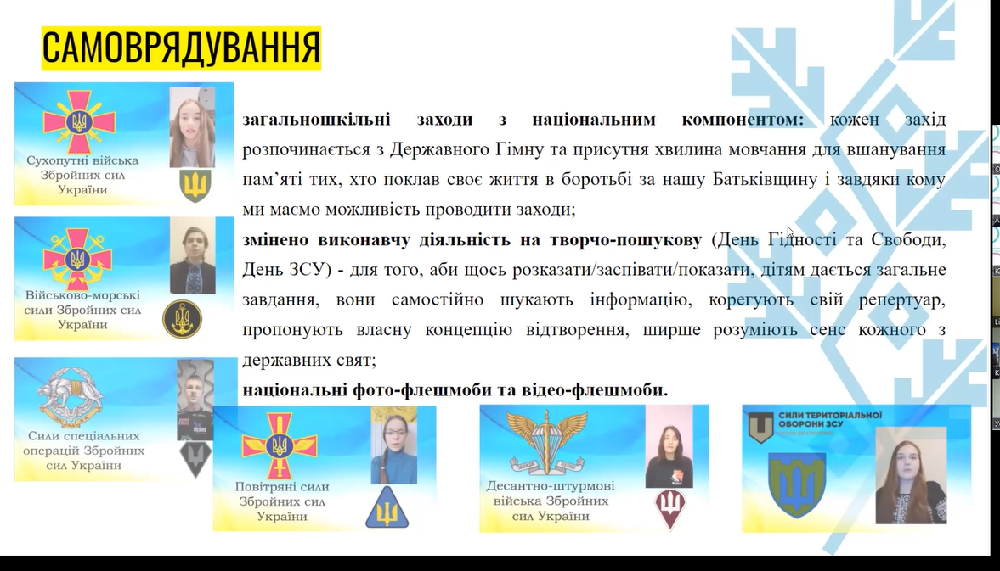 САМОВРЯДУВАННЯ
загальношкільні заходи з національним компонентом: кожен захід
розпочинається з Державного Гімну та присутня хвилина мовчання для вшанування
пам’яті тих, хто поклав своє життя в боротьбі за нашу Батьківщину і завдяки кому
ми маємо можливість проводити заходи;
змінено виконавчу діяльність на творчо-пошукову (День Гідності та Свободи,
День ЗСУ) - для того, аби щось розказати/заспівати/показати, дітям дається загальне
завдання, вони самостійно шукають інформацію, корегують свій репертуар,
пропонують власну концепцію відтворення, ширше розуміють сенс кожного з
державних свят;
національні фото-флешмоби та відео-флешмоби.
Сухопутні війська
Збройних сил
України
Військово-морські
сили Збройних сил
України
Сили спеціальних
операцій Збройних
сил України
Повітряні сили
Збройних сил
України
Десантно-штурмові
війська Збройних
сил України
СИЛИ ТЕРИТОРІАЛЬНОЇ
ОБОРОНИ ЗСУ